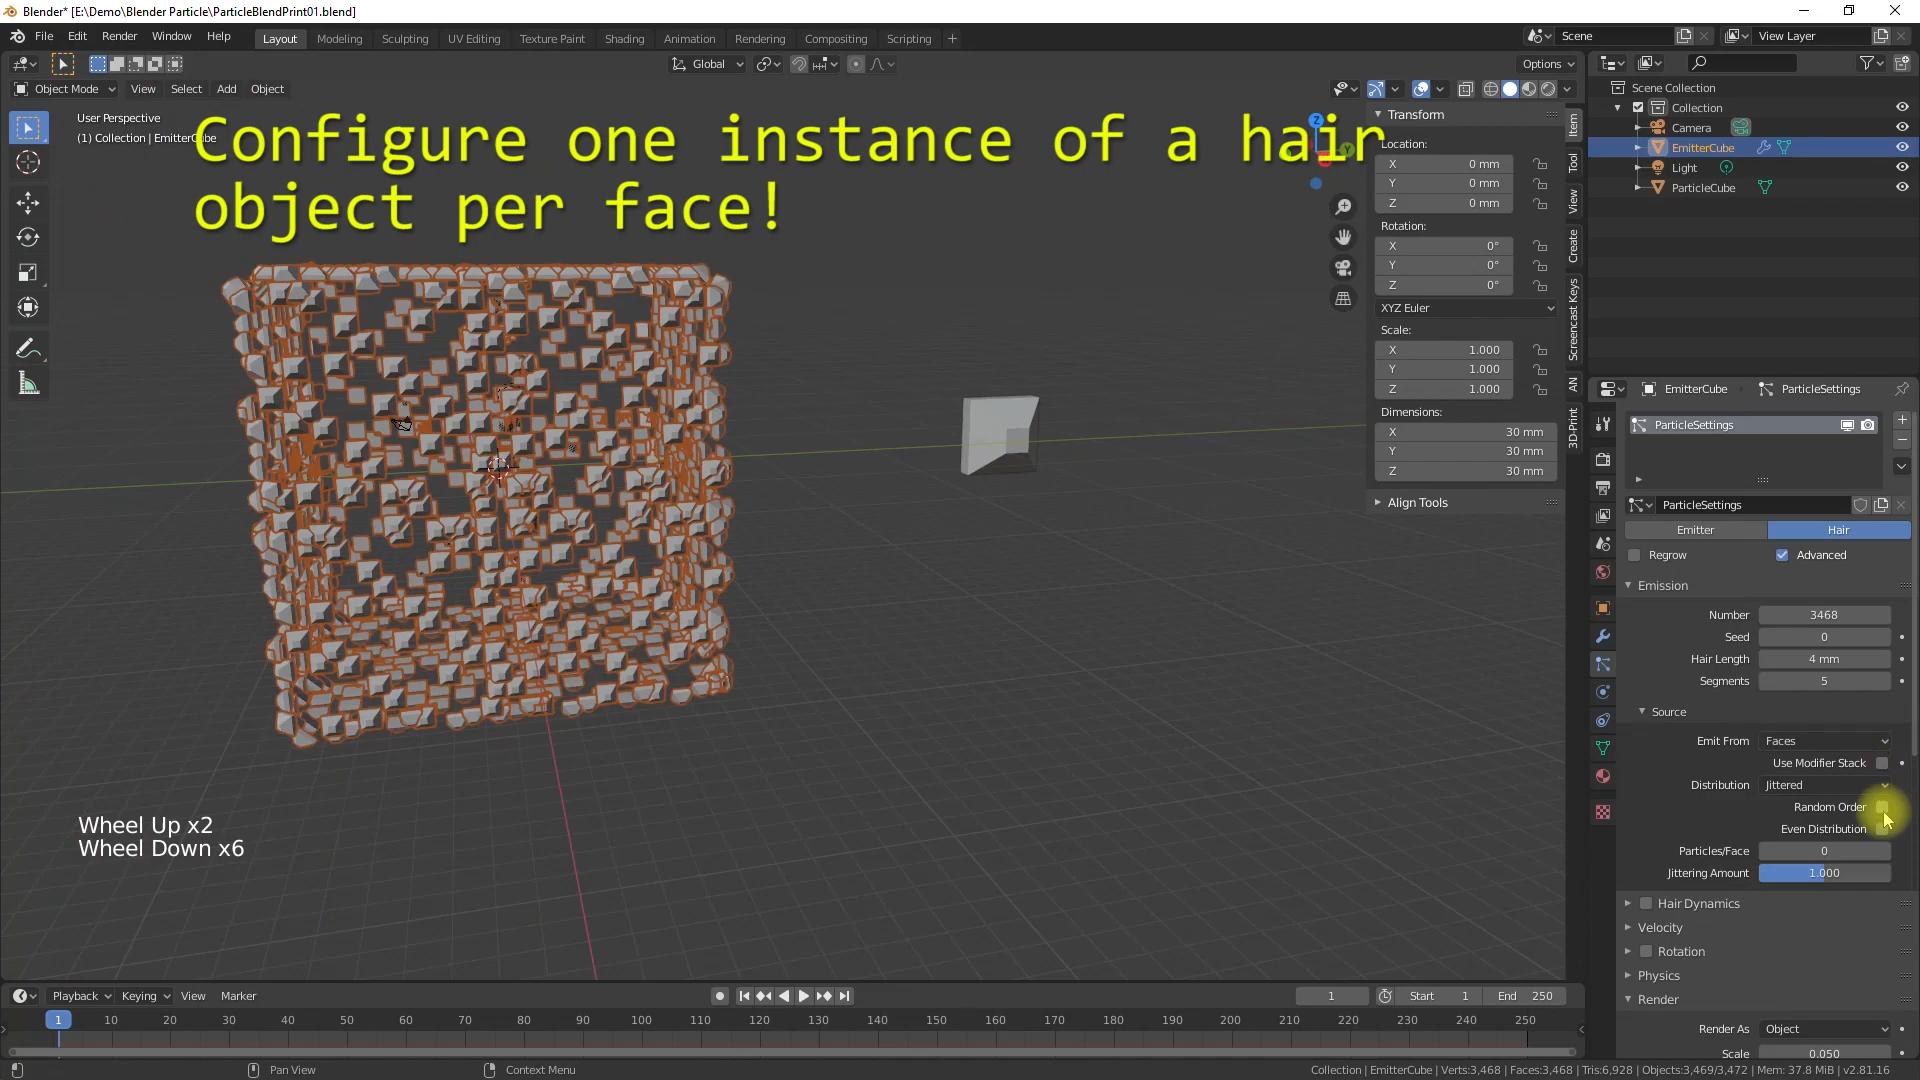 Blender* [E:\Demo\Blender Particle\ParticleBlendPrint01.blend]
File Edit Render Window Help
Layout Modeling Sculpting UV Editing Texture Paint Shading Animation Rendering Compositing Scripting
Scene
View Layer
Global
Options
Object Mode View Select Add Object
User Perspective
(1) Collection | EmitterCube
Configure one instance of a hair
object per face!
Wheel Up x2
Wheel Down x6
Z
Y
Transform
Location:
X 0 mm
Y 0 mm
Z 0 mm
Rotation:
X 0°
Y 0°
Z 0°
XYZ Euler
Scale:
X 1.000
Y 1.000
Z 1.000
Dimensions:
X 30 mm
Y 30 mm
Z 30 mm
Align Tools
Item
Tool
View
Create
Screencast Keys
AN
3D-Print
Scene Collection
Collection
Camera
EmitterCube
Light
ParticleCube
EmitterCube ParticleSettings
ParticleSettings
ParticleSettings
Emitter Hair
Regrow Advanced
Emission
Number 3468
Seed 0
Hair Length 4 mm
Segments 5
Source
Emit From Faces
Use Modifier Stack
Distribution Jittered
Random Order
Even Distribution
Particles/Face 0
Jittering Amount 1.000
Hair Dynamics
Velocity
Rotation
Physics
Render
Render As Object
Scale 0.050
Playback Keying View Marker
1 Start 1 End 250
1 10 20 30 40 50 60 70 80 90 100 110 120 130 140 150 160 170 180 190 200 210 220 230 240 250
Pan View
Context Menu
Collection | EmitterCube | Verts:3,468 | Faces:3,468 | Tris:6,928 | Objects:3,469/3,472 | Mem: 37.8 MiB | v2.81.16